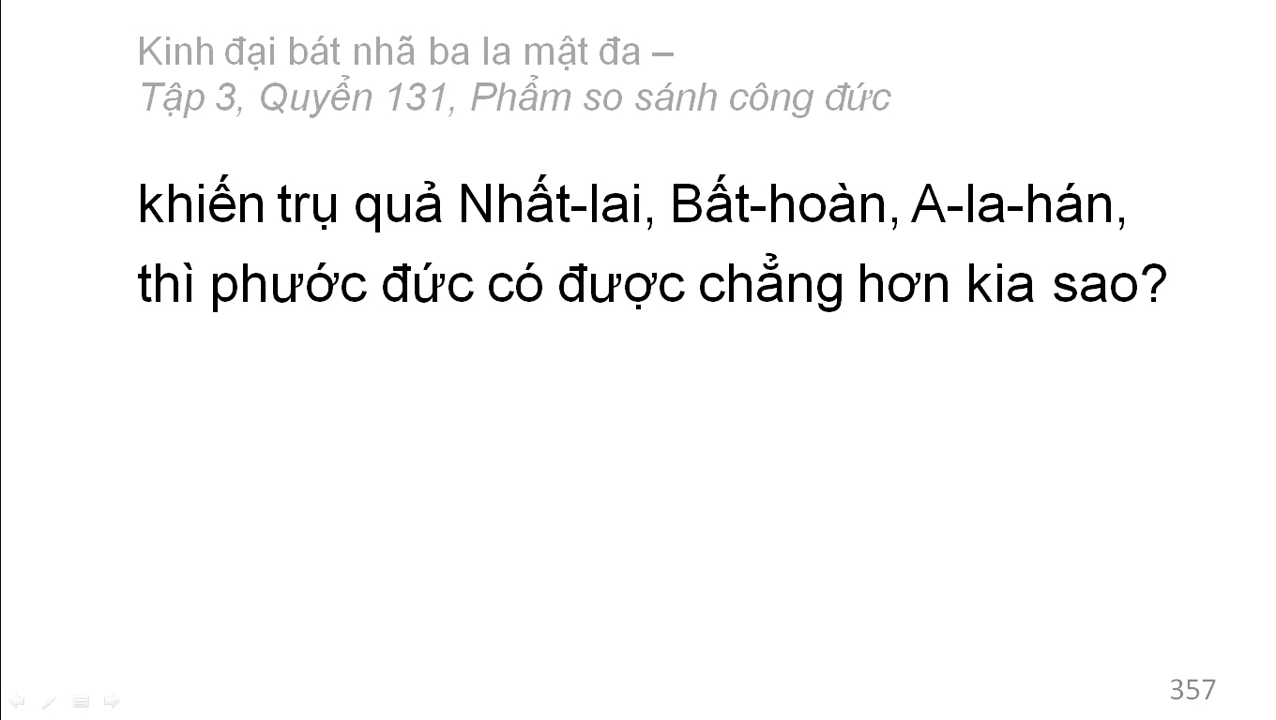 Kinh đại bát nhã ba la mật đa –
Tập 3, Quyển 131, Phẩm so sánh công đức
khiến trụ quả Nhất-lai, Bất-hoàn, A-la-hán,
thì phước đức có được chẳng hơn kia sao?
357